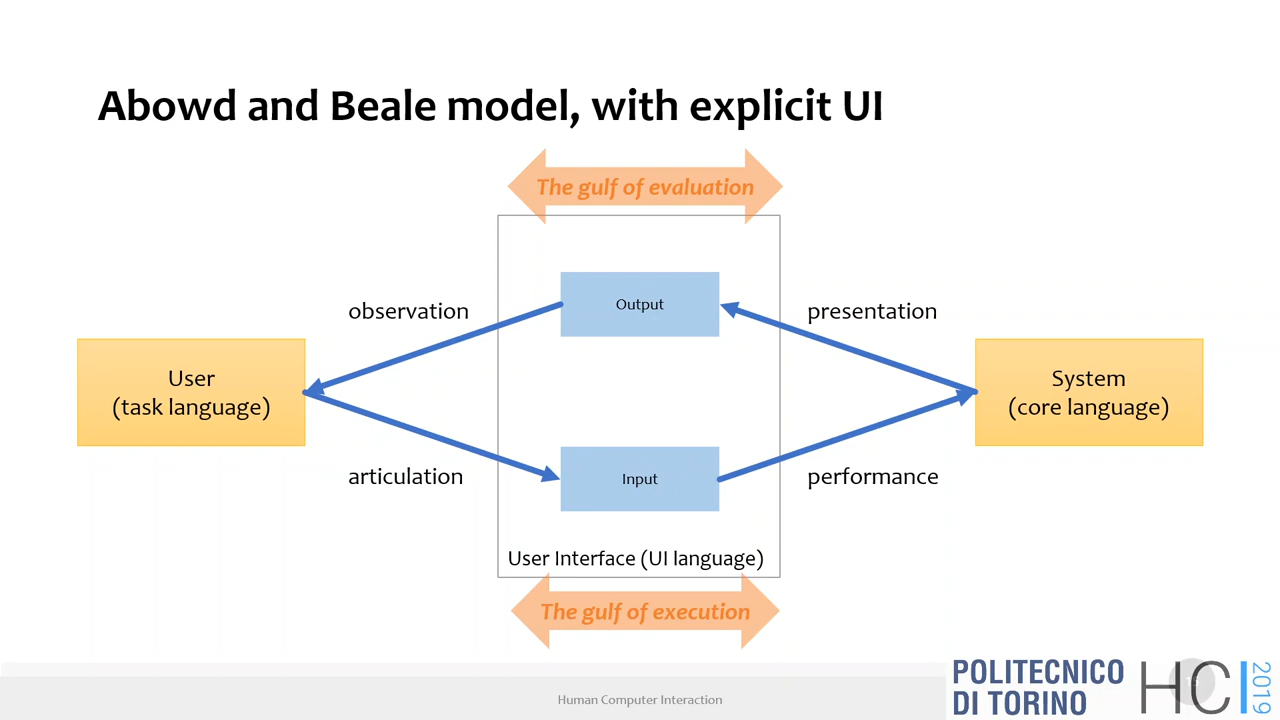 Abowd and Beale model, with explicit UI
The gulf of evaluation
Output
observation
presentation
User
(task language)
System
(core language)
articulation
Input
performance
User Interface (UI language)
The gulf of execution
Human Computer Interaction
POLITECNICO
DI TORINO
HCI
2019